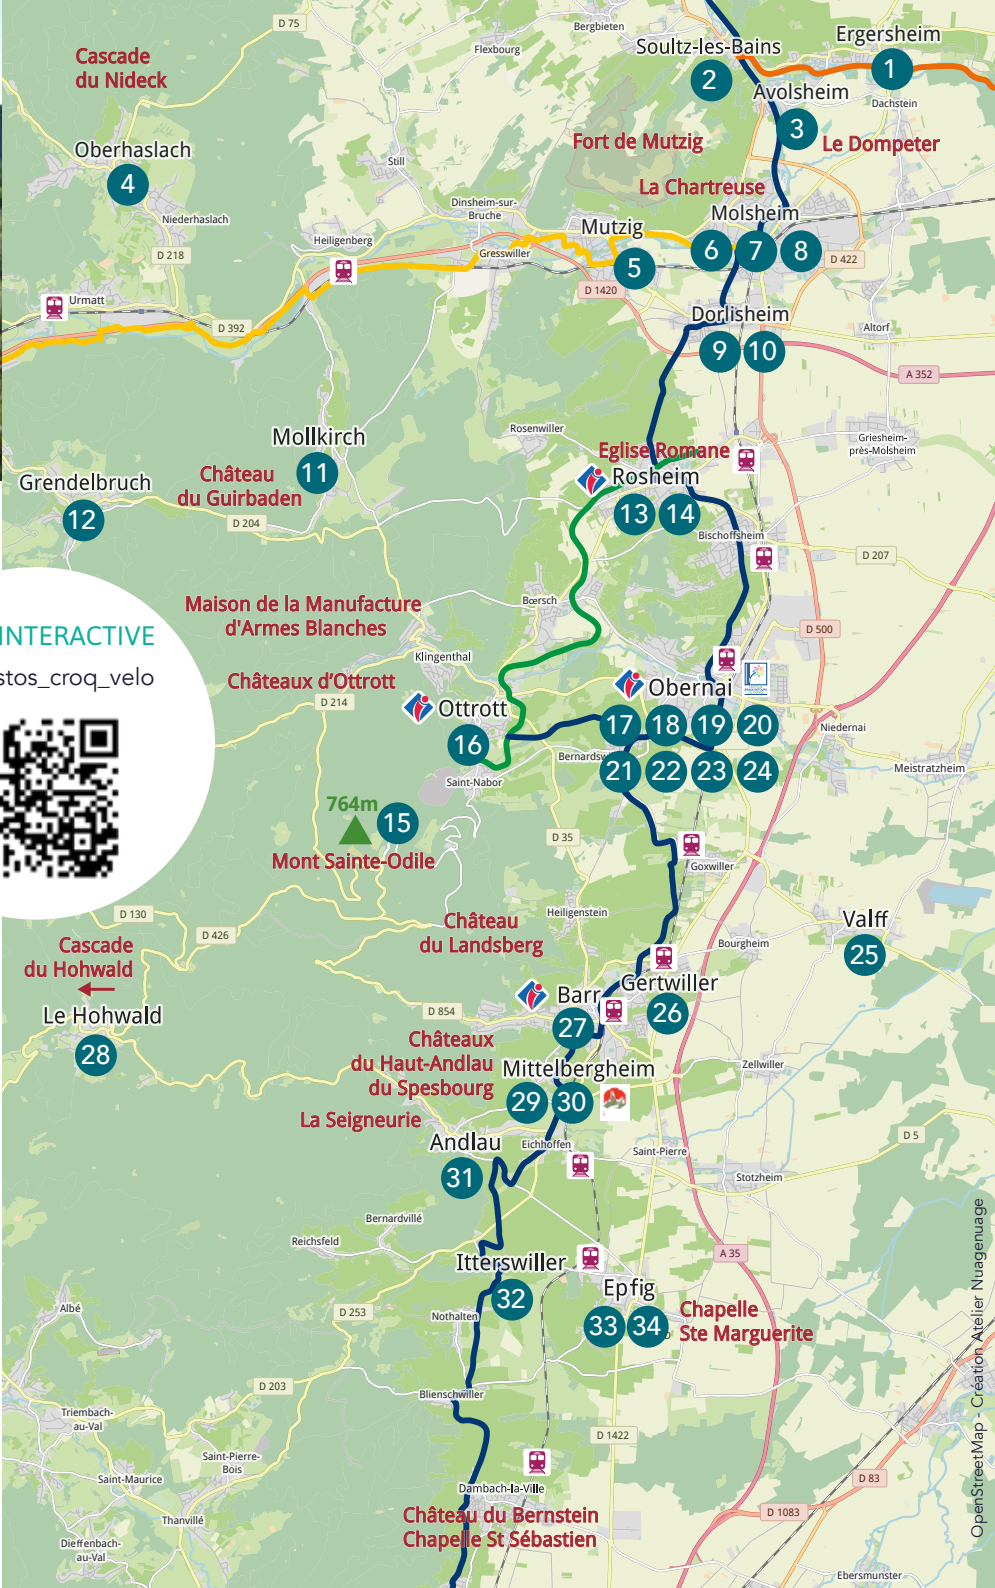 D 75
Bergbieten
Flexbourg
Soultz-les-Bains
2
Ergersheim
1
Dachstein
Cascade
du Nideck
Avolsheim
3
Le Dompeter
Fort de Mutzig
Oberhaslach
4
Niederhaslach
D 218
Still
La Chartreuse
Dinsheim-sur-
Bruche
Molsheim
6 7 8
D 422
Mutzig
5
Heiligenberg
Gresswiller
D 1420
Urmatt
D 392
Dorlisheim
9 10
Altorf
A 352
Mollkirch
11
Rosenwiller
Griesheim-
près-Molsheim
Eglise Romane
Rosheim
13 14
Grendelbruch
12
Château
du Guirbaden
D 204
Bischoffsheim
D 207
INTERACTIVE
stos_croq_velo
Maison de la Manufacture
d'Armes Blanches
Bœrsch
D 500
Klingenthal
Châteaux d'Ottrott
D 214
Ottrott
16
Obernai
17 18 19 20
21 22 23 24
Niedernai
Bernardsw
Meistratzheim
Saint-Nabor
764m
15
Mont Sainte-Odile
D 35
Goxwiller
D 130
D 426
Heiligenstein
Château
du Landsberg
Bourgheim
Valff
25
Cascade
du Hohwald
Le Hohwald
28
Gertwiller
26
D 854
Barr
27
Châteaux
du Haut-Andlau
du Spesbourg
Mittelbergheim
29 30
Zellwiller
La Seigneurie
Andlau
31
Eichhoffen
Saint-Pierre
D 5
Stotzheim
Bernardvillé
Reichsfeld
A 35
Itterswiller
32
Epfig
33 34
Chapelle
Ste Marguerite
Albé
D 253
Nothalten
D 203
Blienschwiller
Triembach-
au-Val
D 1422
Saint-Pierre-
Bois
Saint-Maurice
D 83
Dambach-la-Ville
Château du Bernstein
Chapelle St Sébastien
D 1083
Thanvillé
Dieffenbach-
au-Val
Ebersmunster
OpenStreetMap - Création Atelier Nuagenuage